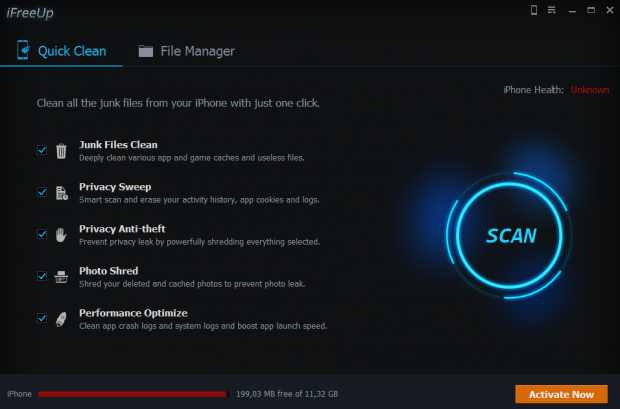 iFreeUp
Quick Clean
File Manager
iPhone Health: Unknown
Clean all the junk files from your iPhone with just one click.
Junk Files Clean
Deeply clean various app and game caches and useless files.
Privacy Sweep
Smart scan and erase your activity history, app cookies and logs.
Privacy Anti-theft
Prevent privacy leak by powerfully shredding everything selected.
Photo Shred
Shred your deleted and cached photos to prevent photo leak.
Performance Optimize
Clean app crash logs and system logs and boost app launch speed.
SCAN
iPhone
199,03 MB free of 11,32 GB
Activate Now